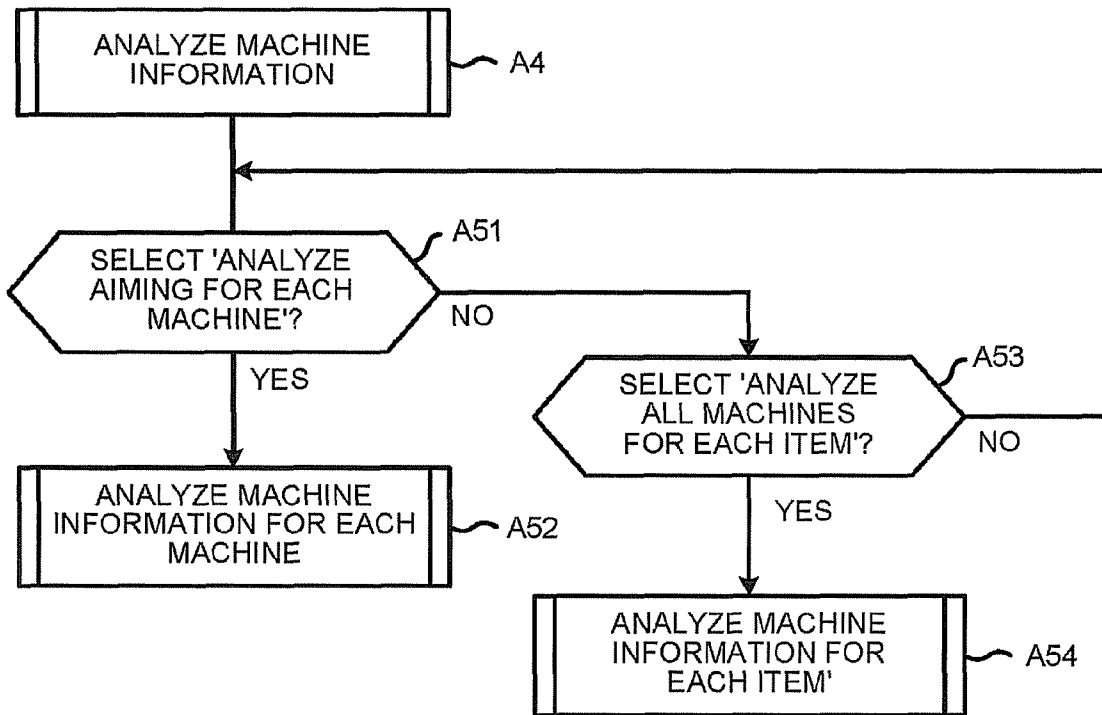 ANALYZE MACHINE
INFORMATION
A4
A51
SELECT 'ANALYZE
AIMING FOR EACH
MACHINE'?
NO
YES
A53
SELECT 'ANALYZE
ALL MACHINES
FOR EACH ITEM'?
NO
YES
ANALYZE MACHINE
INFORMATION FOR EACH
MACHINE
A52
ANALYZE MACHINE
INFORMATION FOR
EACH ITEM'
A54